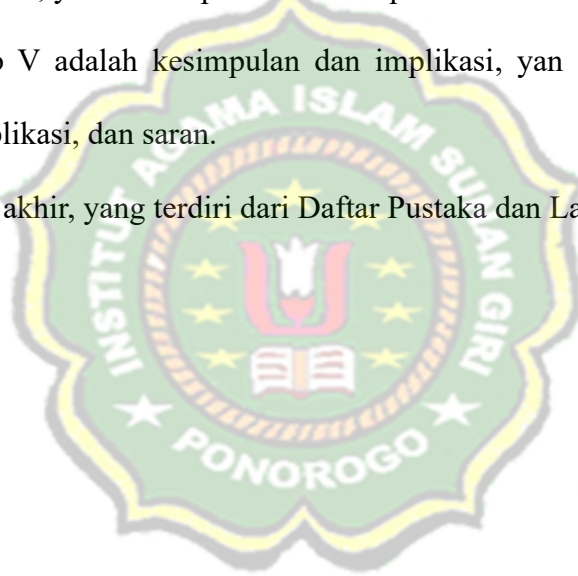 V adalah kesimpulan dan implikasi, yan
plikasi, dan saran.
akhir, yang terdiri dari Daftar Pustaka dan La
INSTITUT AGAMA ISLAM SUNAN GIRI
PONOROGO